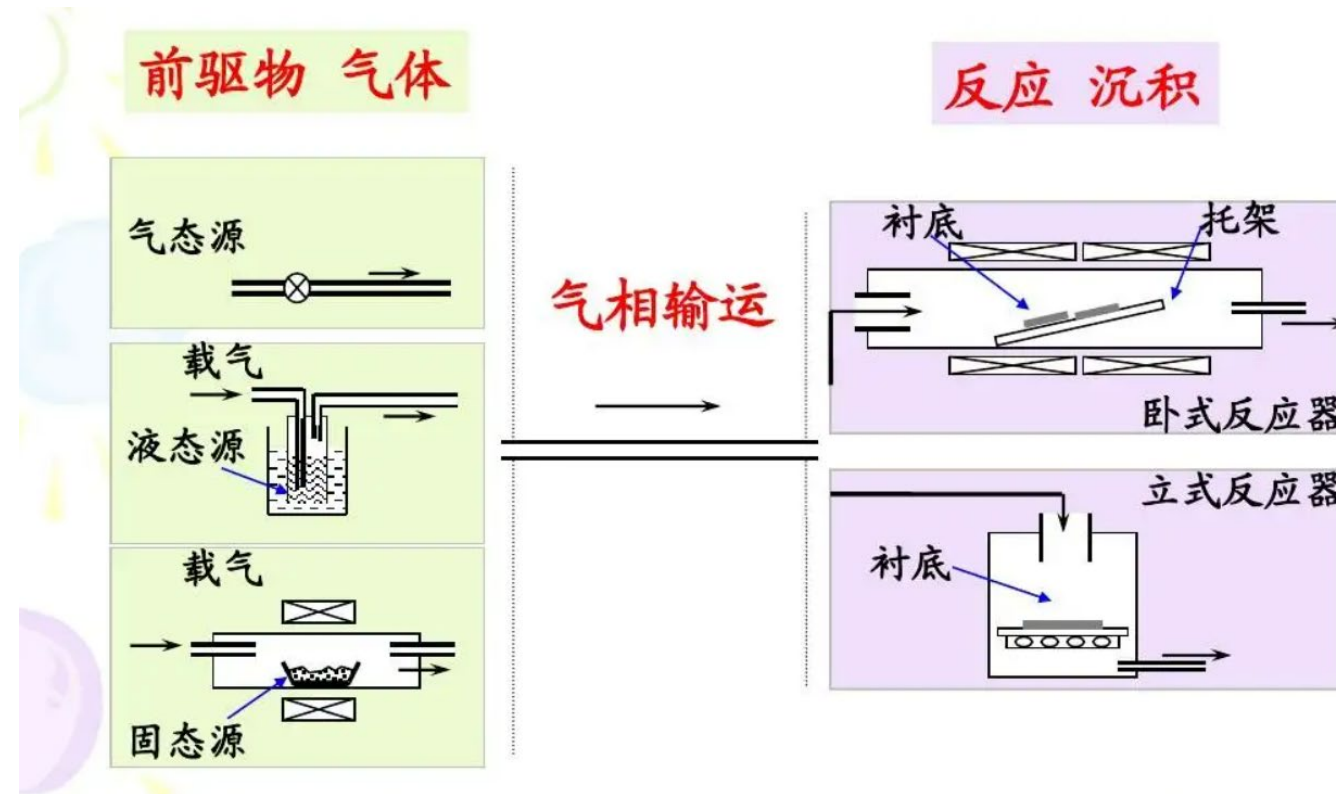 前驱物 气体
气态源
载气
液态源
载气
固态源
气相输运
反应 沉积
衬底
托架
卧式反应器
立式反应器
衬底